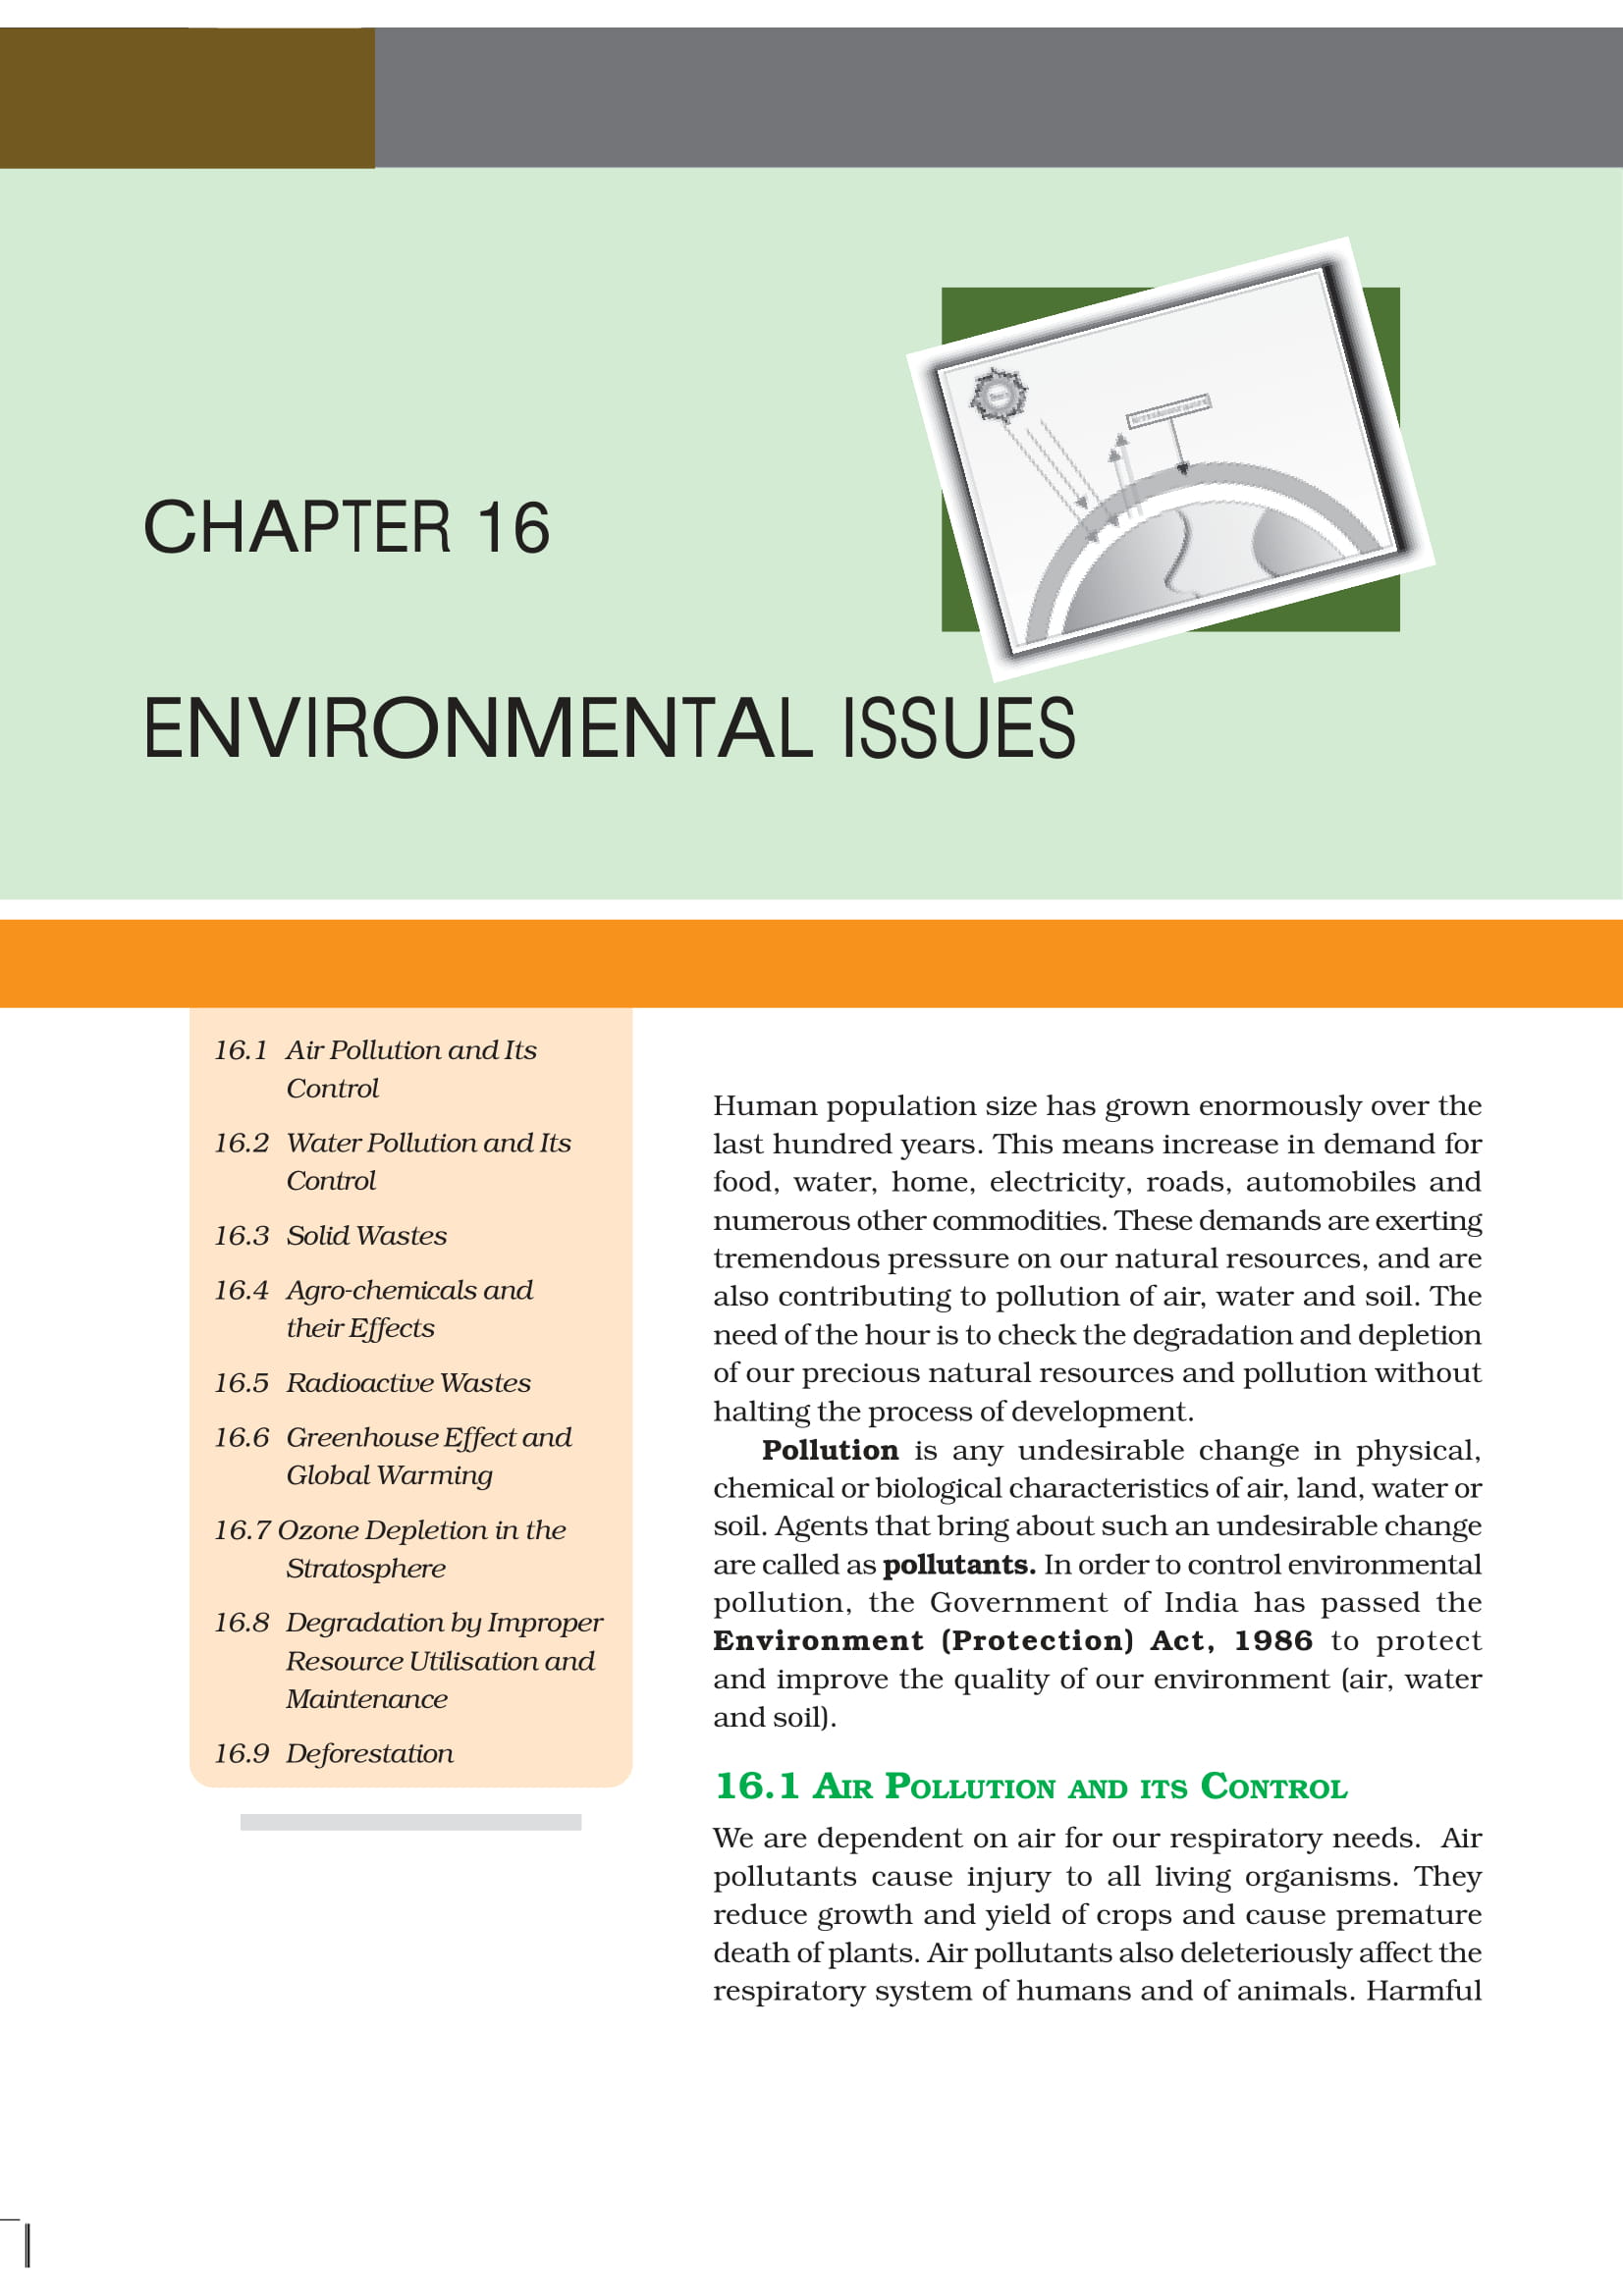 CHAPTER 16
ENVIRONMENTAL ISSUES
16.1 Air Pollution and Its
Control
16.2 Water Pollution and Its
Control
16.3 Solid Wastes
16.4 Agro-chemicals and
their Effects
16.5 Radioactive Wastes
16.6 Greenhouse Effect and
Global Warming
16.7 Ozone Depletion in the
Stratosphere
16.8 Degradation by Improper
Resource Utilisation and
Maintenance
16.9 Deforestation
Human population size has grown enormously over the
last hundred years. This means increase in demand for
food, water, home, electricity, roads, automobiles and
numerous other commodities. These demands are exerting
tremendous pressure on our natural resources, and are
also contributing to pollution of air, water and soil. The
need of the hour is to check the degradation and depletion
of our precious natural resources and pollution without
halting the process of development.
Pollution is any undesirable change in physical,
chemical or biological characteristics of air, land, water or
soil. Agents that bring about such an undesirable change
are called as pollutants. In order to control environmental
pollution, the Government of India has passed the
Environment (Protection) Act, 1986 to protect
and improve the quality of our environment (air, water
and soil).
16.1 AIR POLLUTION AND ITS CONTROL
We are dependent on air for our respiratory needs. Air
pollutants cause injury to all living organisms. They
reduce growth and yield of crops and cause premature
death of plants. Air pollutants also deleteriously affect the
respiratory system of humans and of animals. Harmful